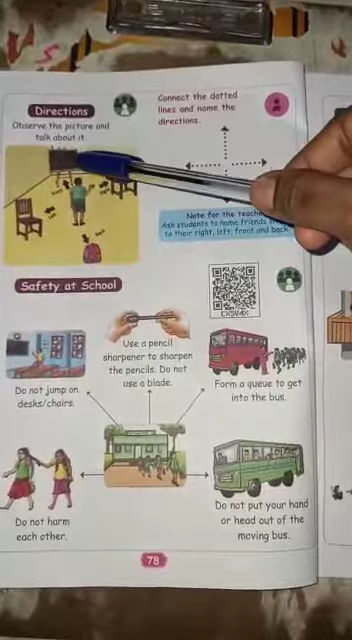 Directions
Observe the picture and
talk about it
Connect the dotted
lines and name the
directions.
Note for the
Ask students to name friends
to their right, left, front and back
Safety at School
CX5V4X
Use a pencil
sharpener to sharpen
the pencils. Do not
use a blade.
Do not jump on
desks/chairs.
Form a queue to get
into the bus.
Do not harm
each other.
Do not put your hand
or head out of the
moving bus.
78